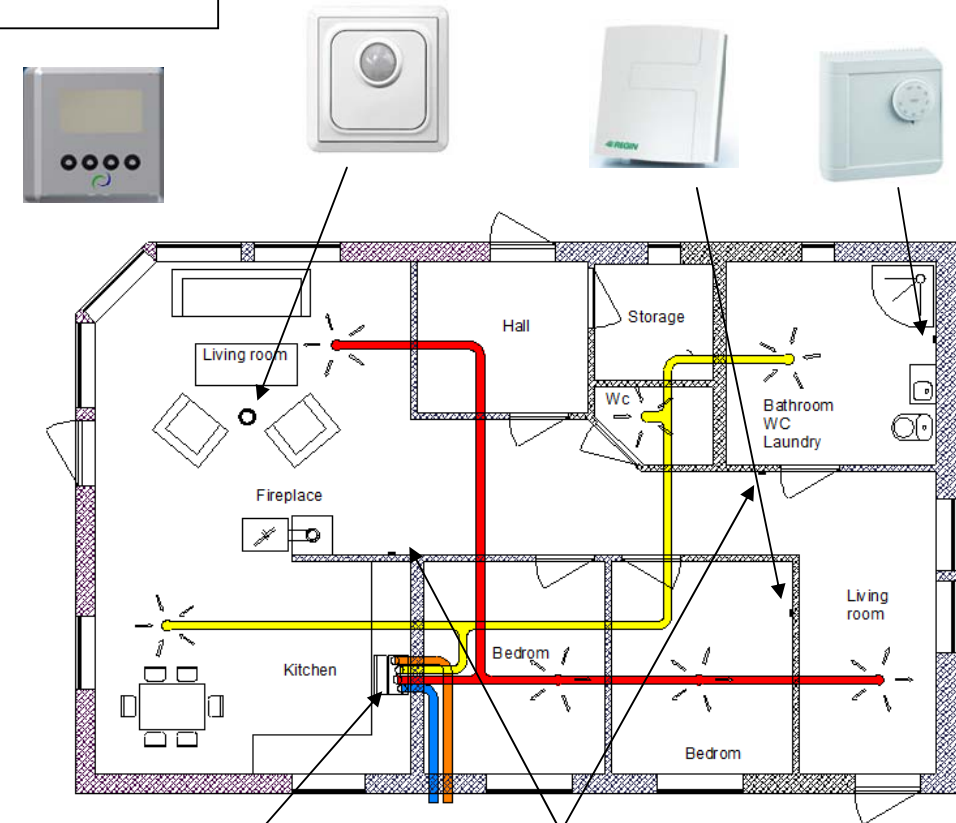 REGIN
Hall
Storage
Living room
Wc
Bathroom
WC
Laundry
Fireplace
Living
room
Bedrom
Kitchen
Bedrom